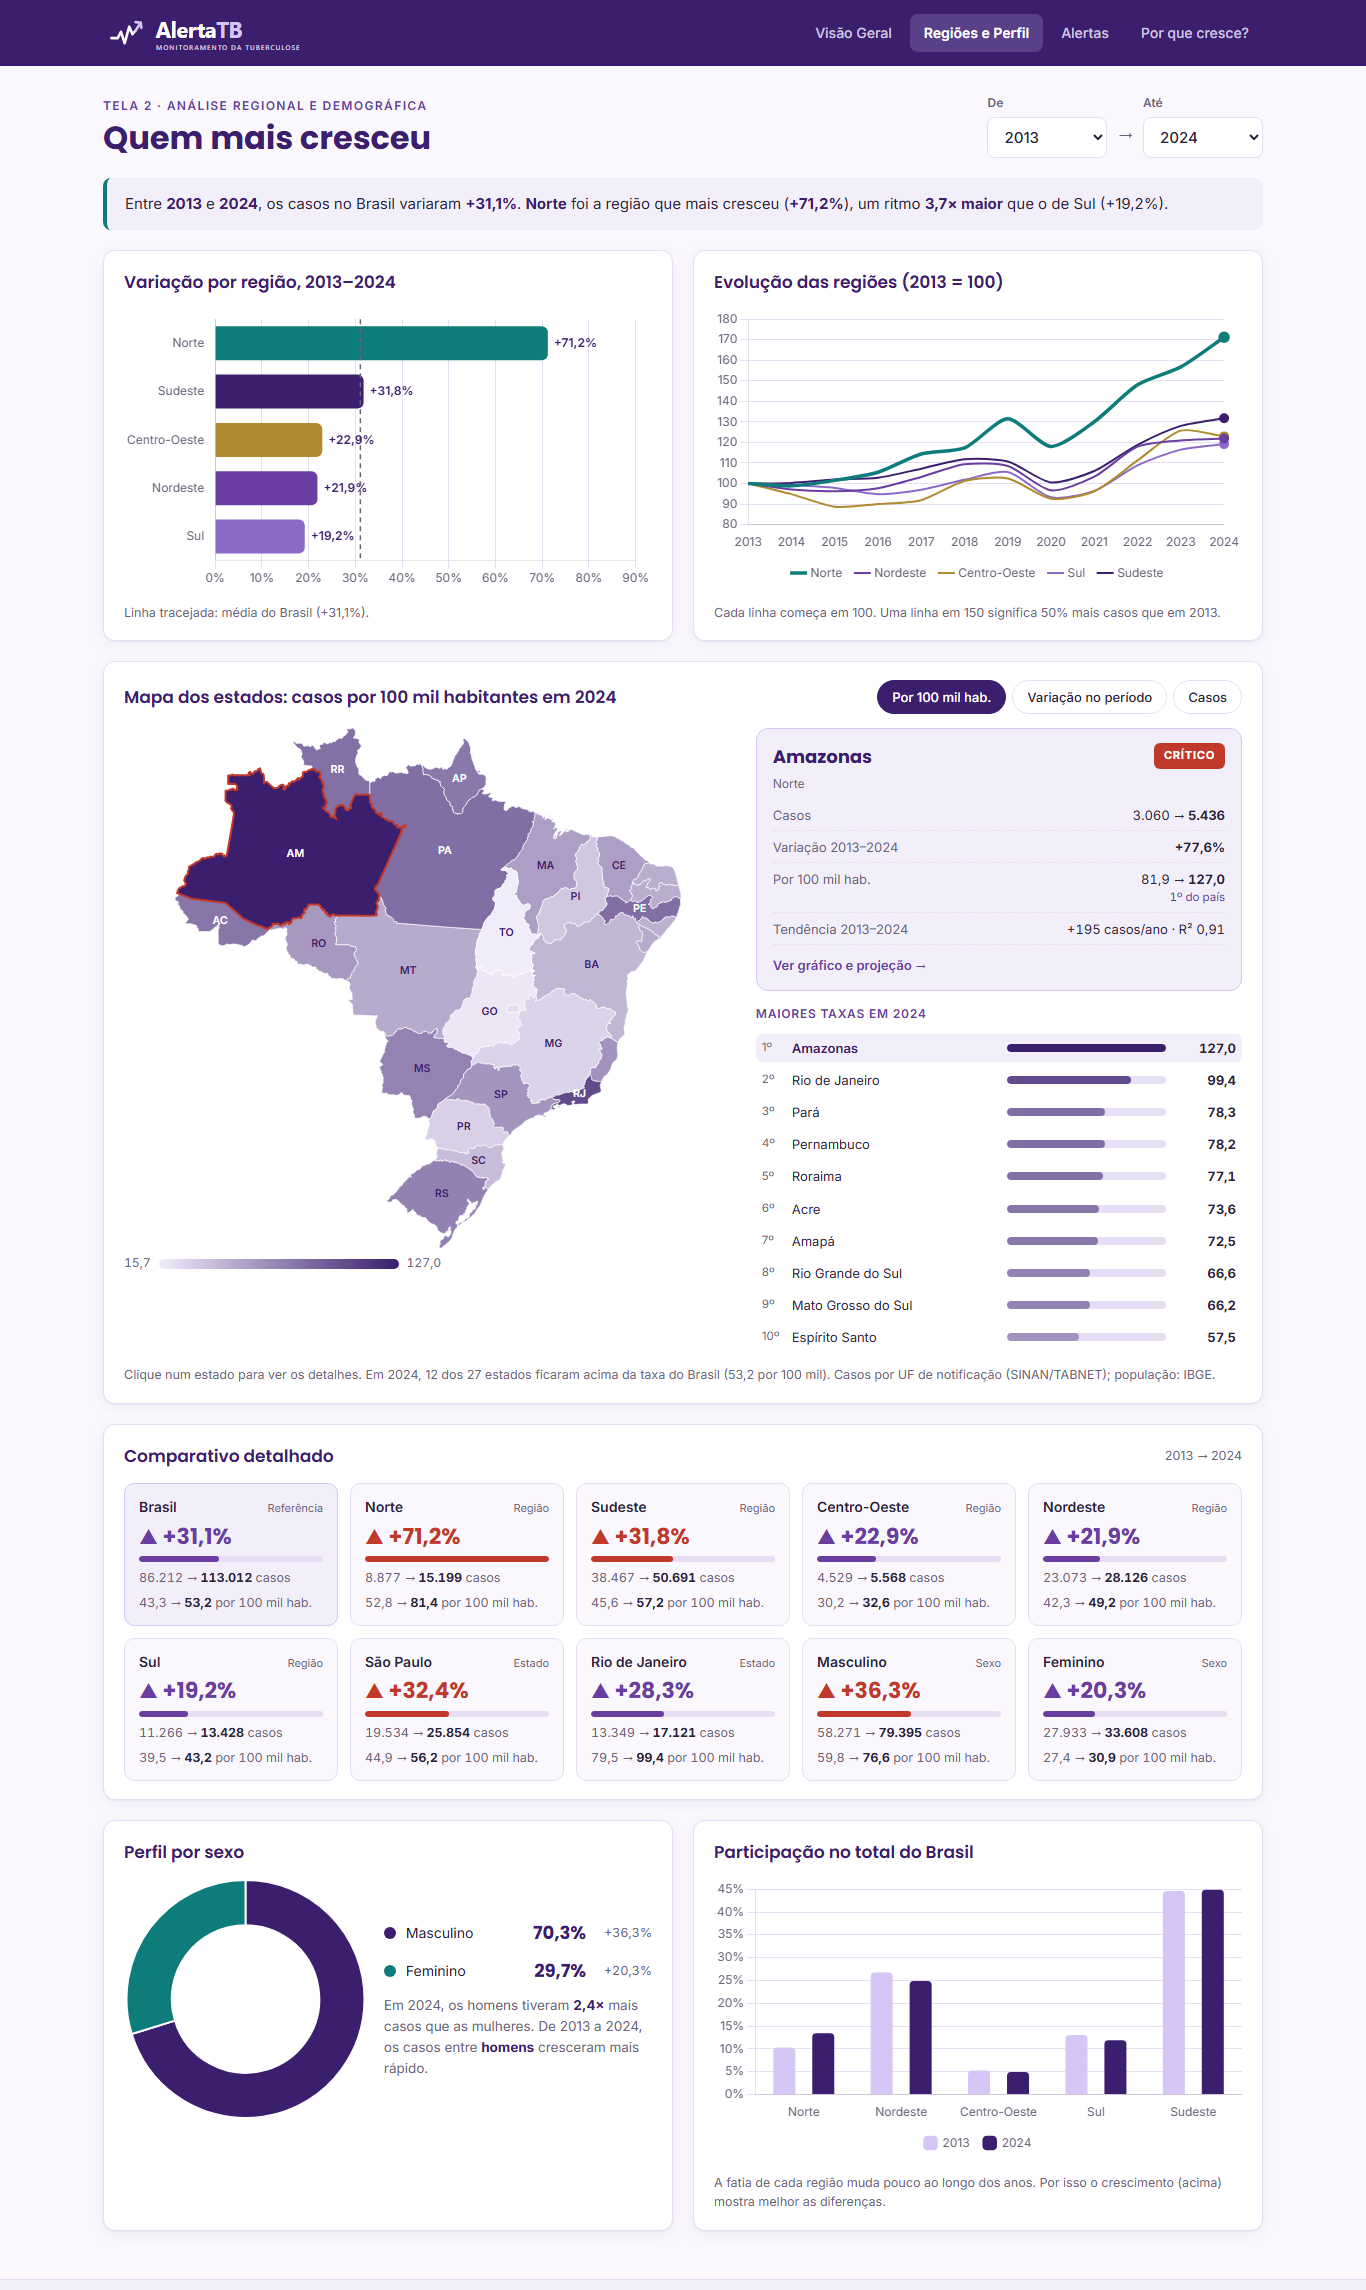 AlertaTB
MONITORAMENTO DA TUBERCULOSE
Visão Geral
Regiões e Perfil
Alertas
Por que cresce?
TELA 2 · ANÁLISE REGIONAL E DEMOGRÁFICA
Quem mais cresceu
De
Até
2013
→
2024
Entre 2013 e 2024, os casos no Brasil variaram +31,1%. Norte foi a região que mais cresceu (+71,2%), um ritmo 3,7× maior que o de Sul (+19,2%).
Variação por região, 2013–2024
Norte
+71,2%
Sudeste
+31,8%
Centro-Oeste
+22,9%
Nordeste
+21,9%
Sul
+19,2%
0% 10% 20% 30% 40% 50% 60% 70% 80% 90%
Linha tracejada: média do Brasil (+31,1%).
Evolução das regiões (2013 = 100)
180
170
160
150
140
130
120
110
100
90
80
2013 2014 2015 2016 2017 2018 2019 2020 2021 2022 2023 2024
Norte Nordeste Centro-Oeste Sul Sudeste
Cada linha começa em 100. Uma linha em 150 significa 50% mais casos que em 2013.
Mapa dos estados: casos por 100 mil habitantes em 2024
Por 100 mil hab.
Variação no período
Casos
RR
AP
AM
PA
MA
CE
PI
PE
AC
TO
RO
BA
MT
GO
MG
MS
SP
RJ
PR
SC
RS
15,7
127,0
Amazonas
CRÍTICO
Norte
Casos
3.060 → 5.436
Variação 2013–2024
+77,6%
Por 100 mil hab.
81,9 → 127,0
1º do país
Tendência 2013–2024
+195 casos/ano · R² 0,91
Ver gráfico e projeção →
MAIORES TAXAS EM 2024
1º Amazonas 127,0
2º Rio de Janeiro 99,4
3º Pará 78,3
4º Pernambuco 78,2
5º Roraima 77,1
6º Acre 73,6
7º Amapá 72,5
8º Rio Grande do Sul 66,6
9º Mato Grosso do Sul 66,2
10º Espírito Santo 57,5
Clique num estado para ver os detalhes. Em 2024, 12 dos 27 estados ficaram acima da taxa do Brasil (53,2 por 100 mil). Casos por UF de notificação (SINAN/TABNET); população: IBGE.
Comparativo detalhado
2013 → 2024
Brasil
Referência
▲ +31,1%
86.212 → 113.012 casos
43,3 → 53,2 por 100 mil hab.
Norte
Região
▲ +71,2%
8.877 → 15.199 casos
52,8 → 81,4 por 100 mil hab.
Sudeste
Região
▲ +31,8%
38.467 → 50.691 casos
45,6 → 57,2 por 100 mil hab.
Centro-Oeste
Região
▲ +22,9%
4.529 → 5.568 casos
30,2 → 32,6 por 100 mil hab.
Nordeste
Região
▲ +21,9%
23.073 → 28.126 casos
42,3 → 49,2 por 100 mil hab.
Sul
Região
▲ +19,2%
11.266 → 13.428 casos
39,5 → 43,2 por 100 mil hab.
São Paulo
Estado
▲ +32,4%
19.534 → 25.854 casos
44,9 → 56,2 por 100 mil hab.
Rio de Janeiro
Estado
▲ +28,3%
13.349 → 17.121 casos
79,5 → 99,4 por 100 mil hab.
Masculino
Sexo
▲ +36,3%
58.271 → 79.395 casos
59,8 → 76,6 por 100 mil hab.
Feminino
Sexo
▲ +20,3%
27.933 → 33.608 casos
27,4 → 30,9 por 100 mil hab.
Perfil por sexo
Masculino 70,3% +36,3%
Feminino 29,7% +20,3%
Em 2024, os homens tiveram 2,4× mais
casos que as mulheres. De 2013 a 2024,
os casos entre homens cresceram mais
rápido.
Participação no total do Brasil
45%
40%
35%
30%
25%
20%
15%
10%
5%
0%
Norte Nordeste Centro-Oeste Sul Sudeste
2013 2024
A fatia de cada região muda pouco ao longo dos anos. Por isso o crescimento (acima)
mostra melhor as diferenças.